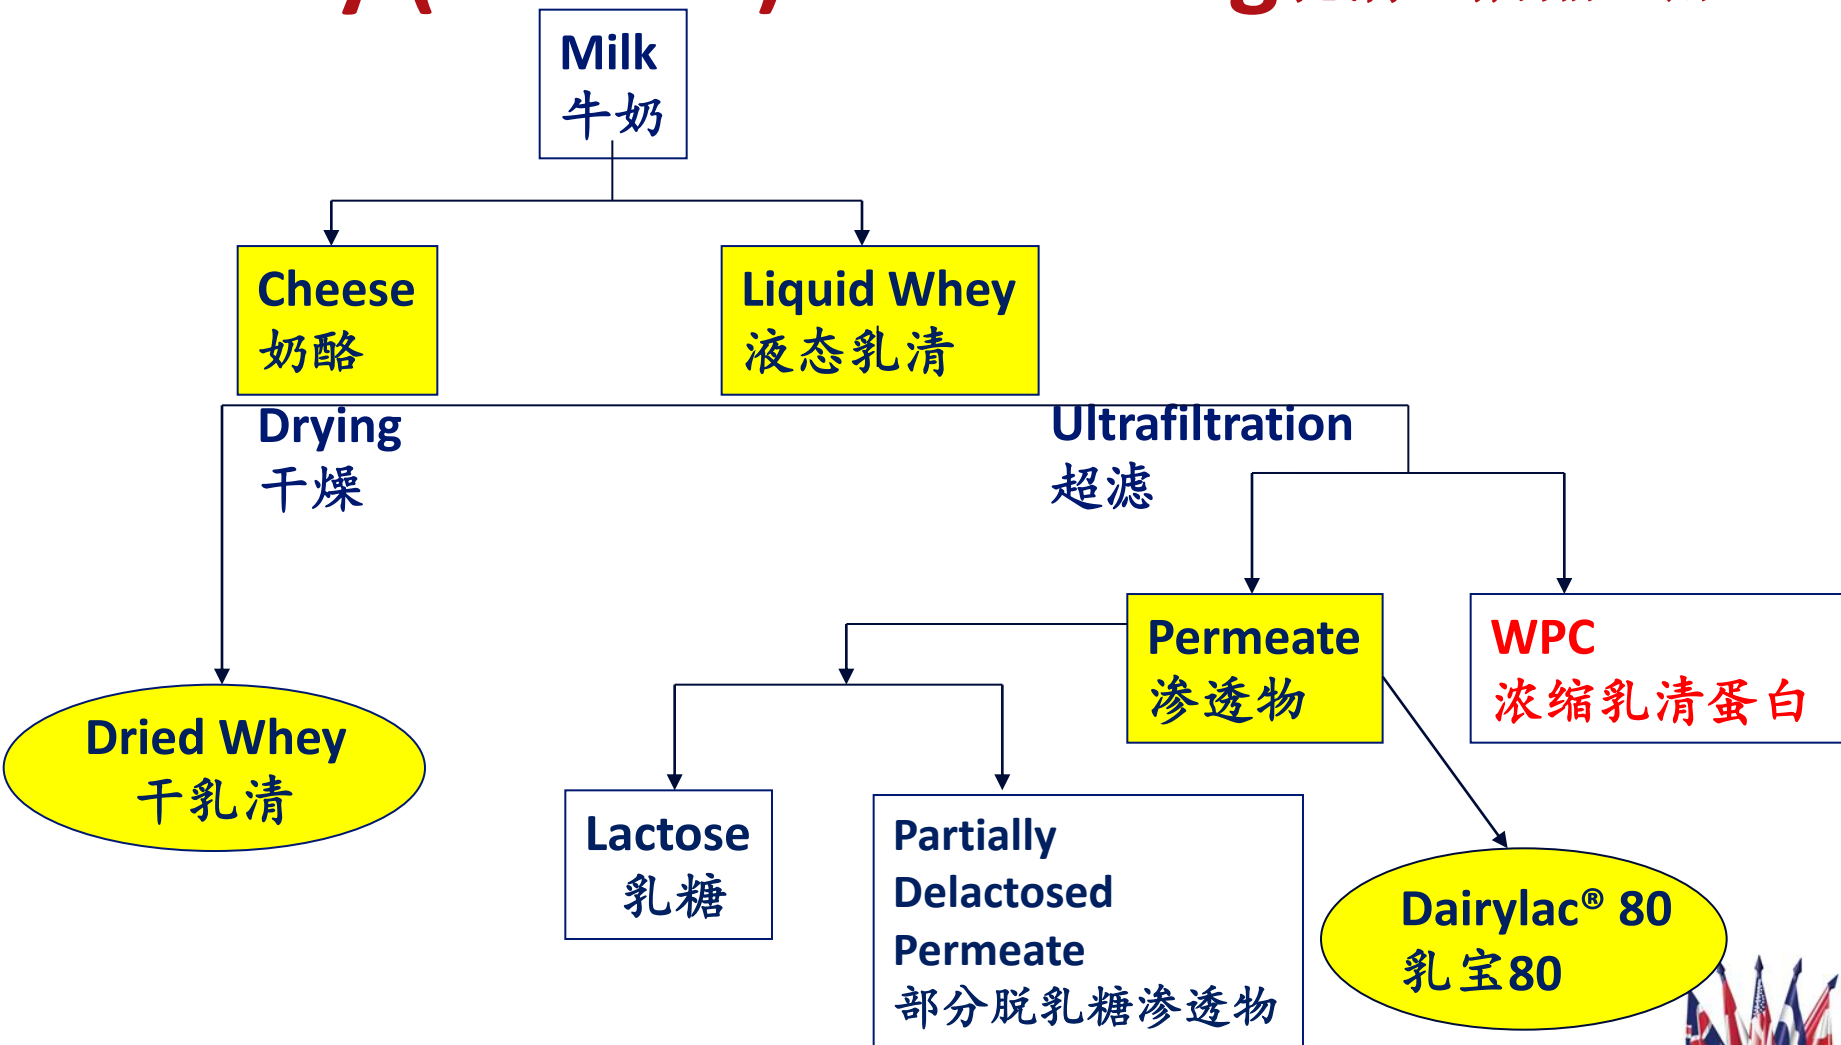 Milk
牛奶
Cheese
奶酪
Liquid Whey
液态乳清
Drying
干燥
Ultrafiltration
超滤
Permeate
渗透物
WPC
浓缩乳清蛋白
Dried Whey
干乳清
Lactose
乳糖
Partially
Delactosed
Permeate
部分脱乳糖渗透物
Dairylac® 80
乳宝80